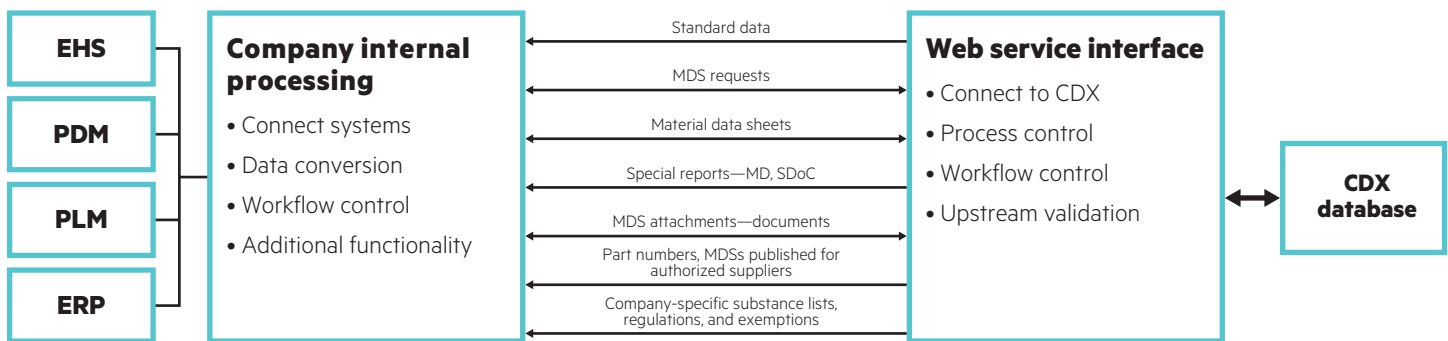 EHS
PDM
PLM
ERP
Company internal
processing
• Connect systems
• Data conversion
• Workflow control
• Additional functionality
Standard data
MDS requests
Material data sheets
Special reports—MD, SDoC
MDS attachments—documents
Part numbers, MDSs published for
authorized suppliers
Company-specific substance lists,
regulations, and exemptions
Web service interface
• Connect to CDX
• Process control
• Workflow control
• Upstream validation
CDX
database